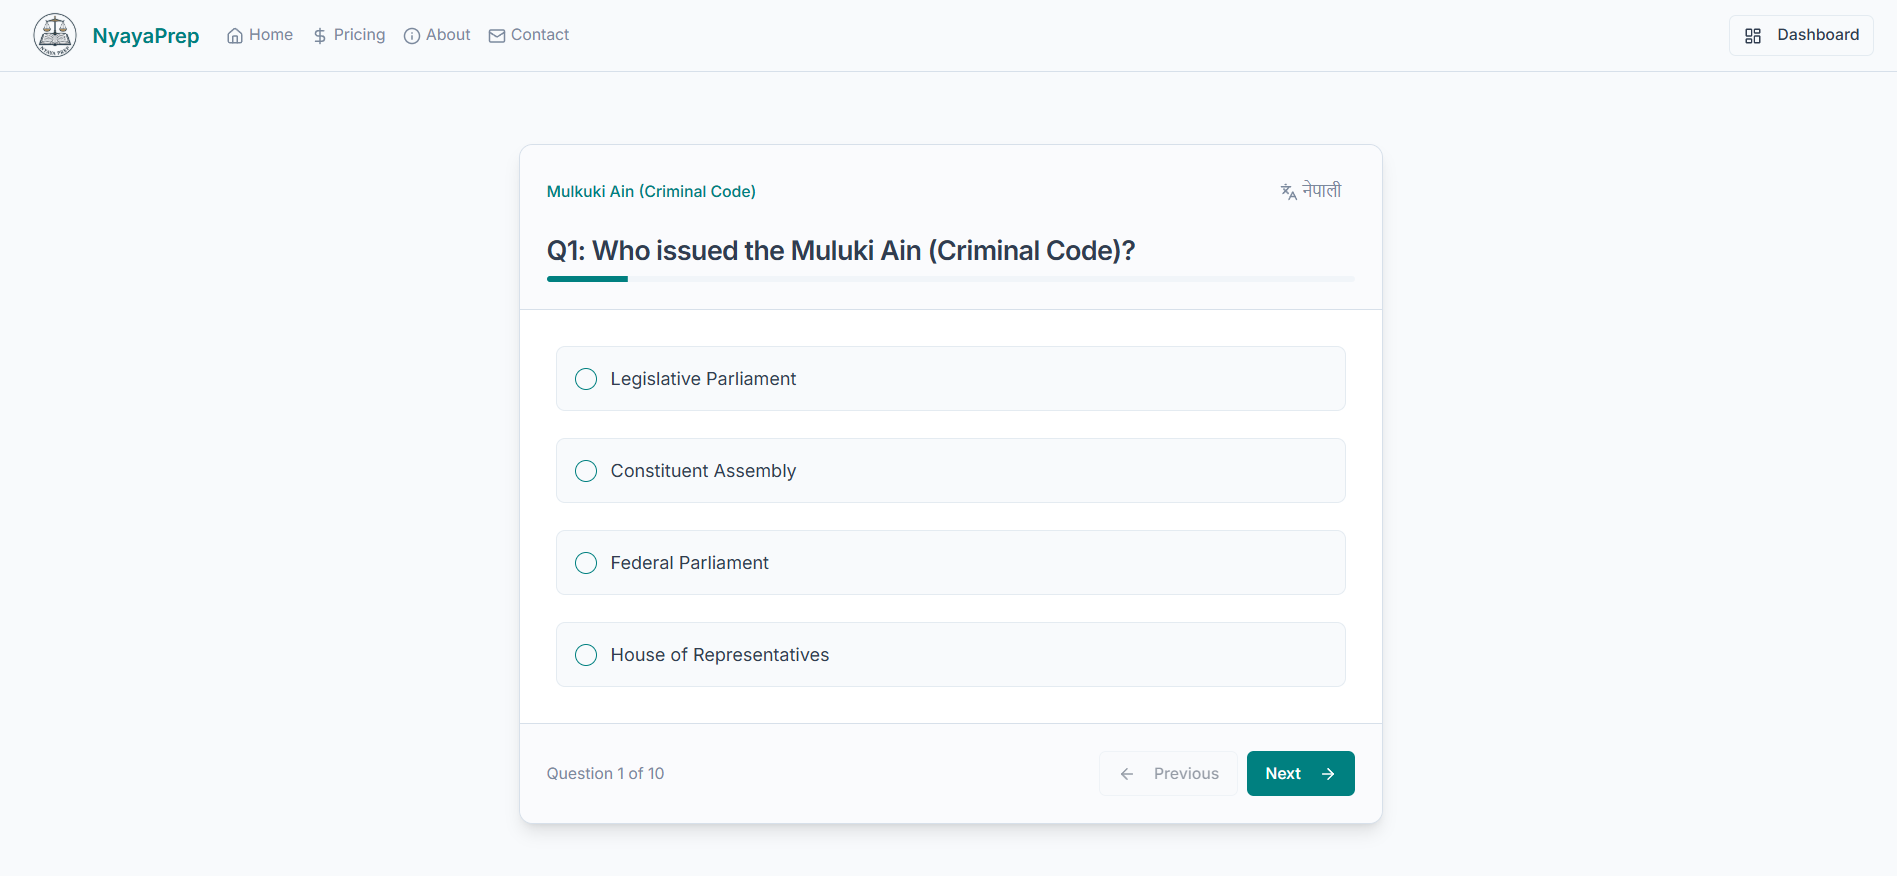 NyayaPrep Home Pricing About Contact Dashboard
Mulkuki Ain (Criminal Code) नेपाली
Q1: Who issued the Muluki Ain (Criminal Code)?
Legislative Parliament
Constituent Assembly
Federal Parliament
House of Representatives
Question 1 of 10 Previous Next